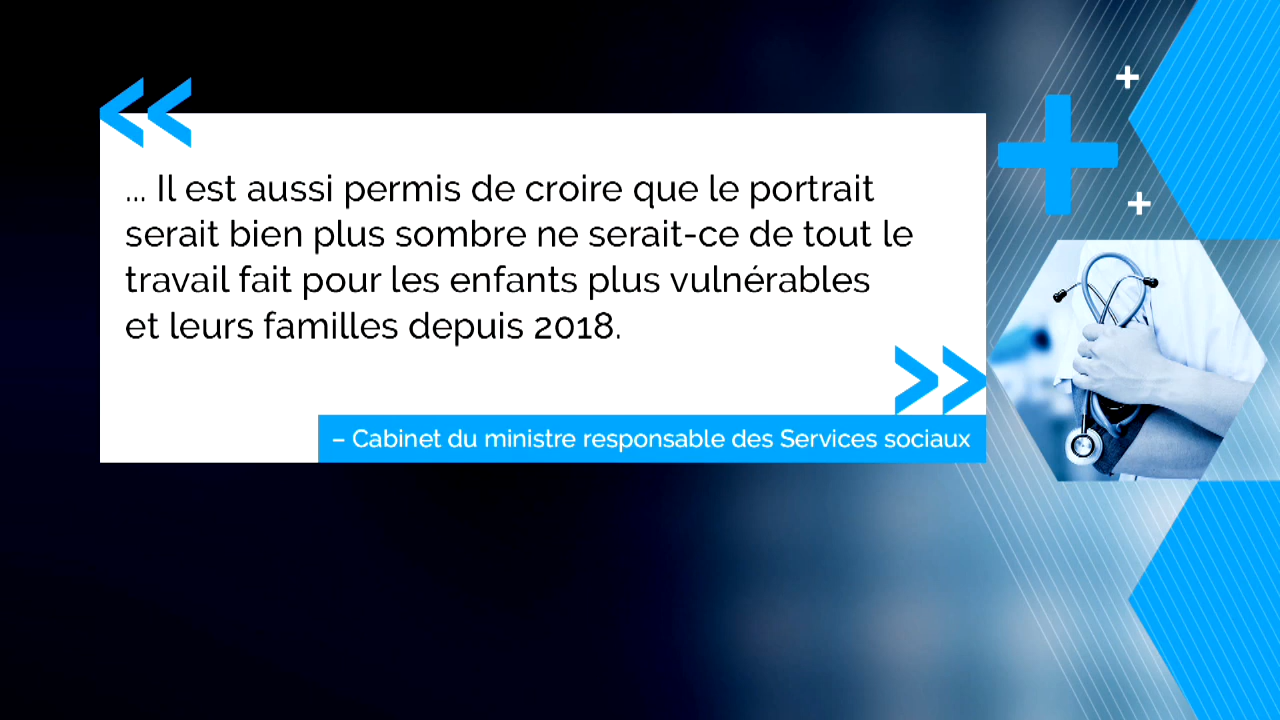 ... Il est aussi permis de croire que le portrait
serait bien plus sombre ne serait-ce de tout le
travail fait pour les enfants plus vulnérables
et leurs familles depuis 2018.
– Cabinet du ministre responsable des Services sociaux